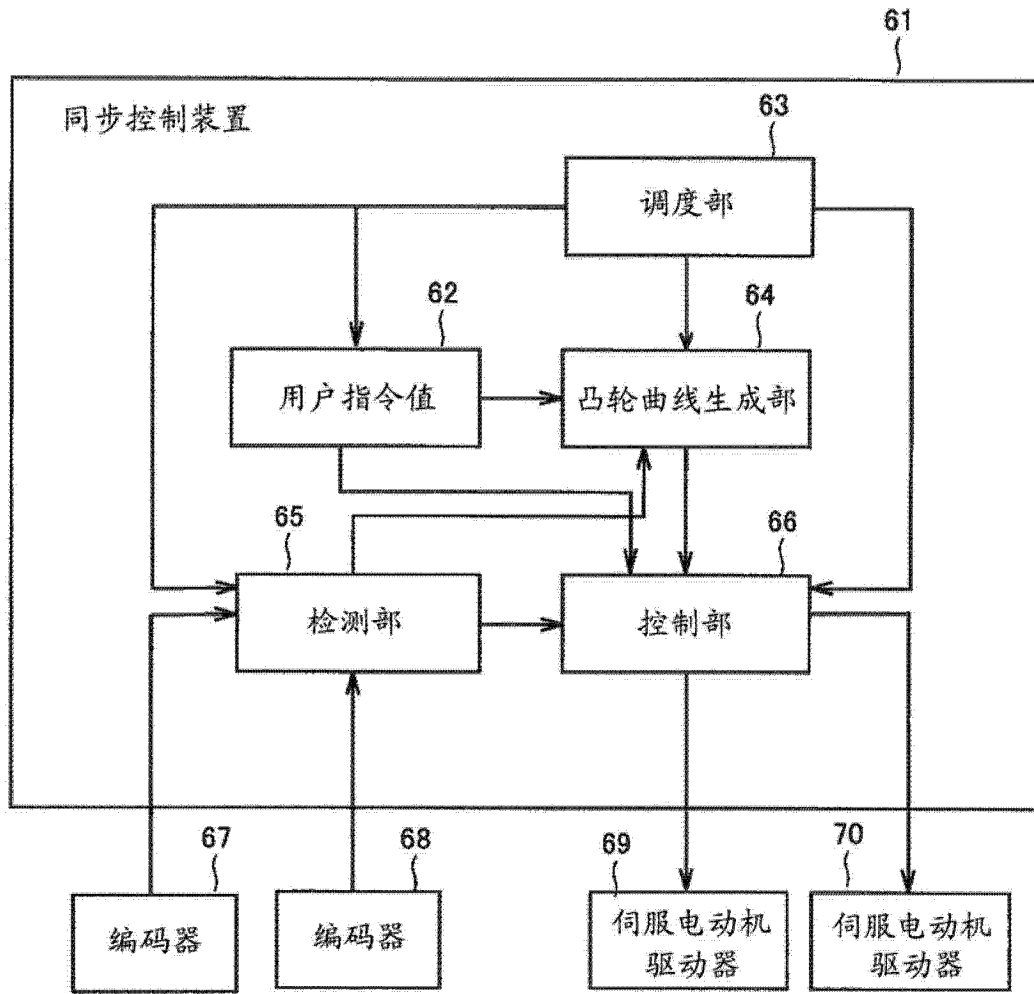 61
同步控制装置
63
调度部
62
64
用户指令值
凸轮曲线生成部
65
66
检测部
控制部
67
68
69
70
编码器
编码器
伺服电动机
驱动器
伺服电动机
驱动器